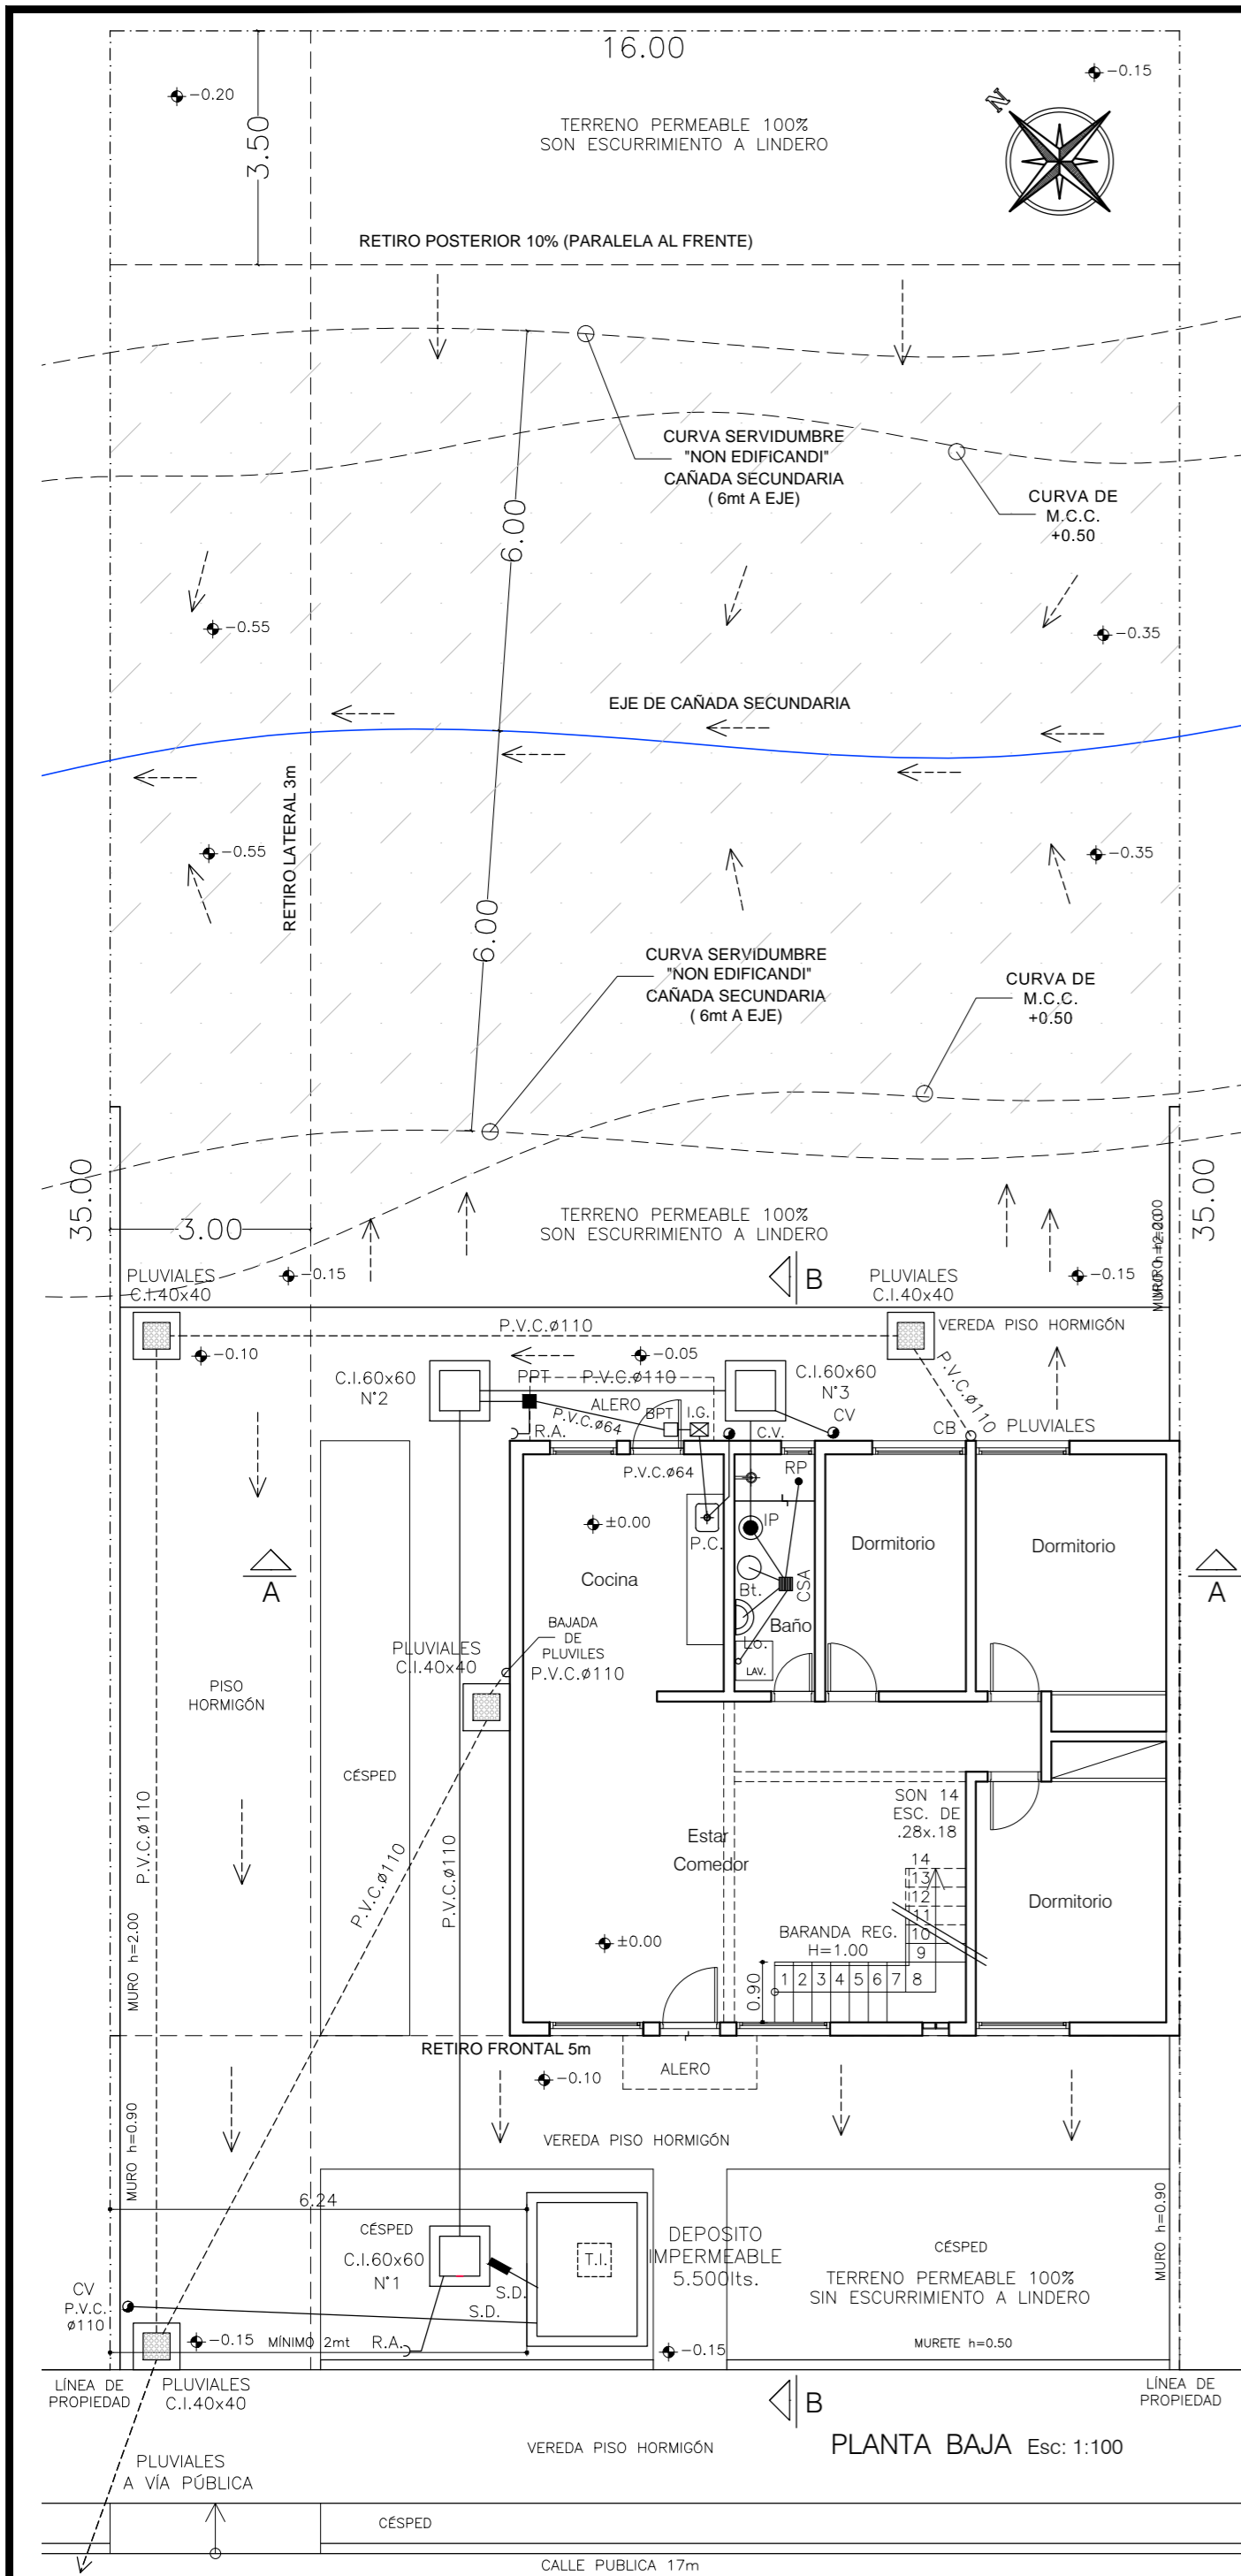 16.00
-0.20
-0.15
N
3.50
TERRENO PERMEABLE 100%
SON ESCURRIMIENTO A LINDERO
RETIRO POSTERIOR 10% (PARALELA AL FRENTE)
CURVA SERVIDUMBRE
"NON EDIFICANDI"
CAÑADA SECUNDARIA
( 6mt A EJE)
CURVA DE
M.C.C.
+0.50
6.00
-0.55
-0.35
EJE DE CAÑADA SECUNDARIA
RETIRO LATERAL 3m
-0.55
-0.35
6.00
CURVA SERVIDUMBRE
"NON EDIFICANDI"
CAÑADA SECUNDARIA
( 6mt A EJE)
CURVA DE
M.C.C.
+0.50
35.00
35.00
3.00
TERRENO PERMEABLE 100%
SON ESCURRIMIENTO A LINDERO
MURO h=2.00
PLUVIALES
C.I.40x40
-0.15
B
PLUVIALES
C.I.40x40
-0.15
P.V.C.ø110
VEREDA PISO HORMIGÓN
-0.10
-0.05
C.I.60x60
N°2
PPT
P.V.C.ø110
C.I.60x60
N°3
P.V.C.ø110
ALERO
P.V.C.ø64
BPT
I.G.
CV
R.A.
C.V.
CB
PLUVIALES
P.V.C.ø64
RP
±0.00
P.C.
IP
Cocina
Dormitorio
Dormitorio
A
A
Bt.
CSA
Baño
Lo.
LAV.
BAJADA
DE
PLUVILES
P.V.C.ø110
PLUVIALES
C.I.40x40
PISO
HORMIGÓN
CÉSPED
SON 14
ESC. DE
.28x.18
P.V.C.ø110
P.V.C.ø110
P.V.C.ø110
Estar
Comedor
14
13
12
11
10
9
Dormitorio
BARANDA REG.
H=1.00
MURO h=2.00
±0.00
0.90
1 2 3 4 5 6 7 8
RETIRO FRONTAL 5m
ALERO
-0.10
MURO h=0.90
VEREDA PISO HORMIGÓN
6.24
CÉSPED
C.I.60x60
N°1
T.I.
DEPOSITO
IMPERMEABLE
5.500lts.
CÉSPED
TERRENO PERMEABLE 100%
SIN ESCURRIMIENTO A LINDERO
MURO h=0.90
S.D.
S.D.
CV
P.V.C.
ø110
-0.15
MÍNIMO 2mt
R.A.
-0.15
MURETE h=0.50
LÍNEA DE
PROPIEDAD
PLUVIALES
C.I.40x40
B
LÍNEA DE
PROPIEDAD
VEREDA PISO HORMIGÓN
PLANTA BAJA Esc: 1:100
PLUVIALES
A VÍA PÚBLICA
CÉSPED
CALLE PUBLICA 17m